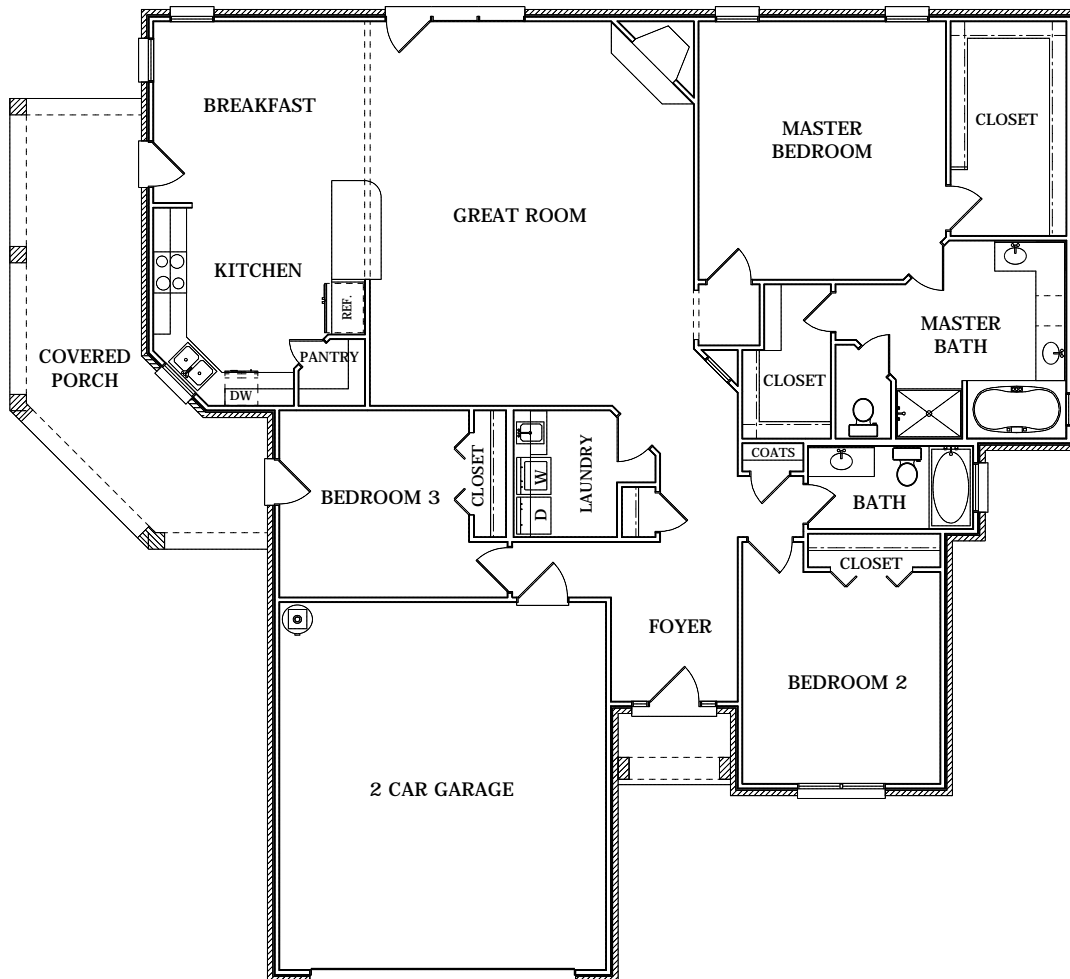 BREAKFAST
MASTER
BEDROOM
CLOSET
GREAT ROOM
KITCHEN
REF.
COVERED
PORCH
PANTRY
DW
MASTER
BATH
CLOSET
COATS
BEDROOM 3
CLOSET
W
D
LAUNDRY
BATH
CLOSET
FOYER
BEDROOM 2
2 CAR GARAGE